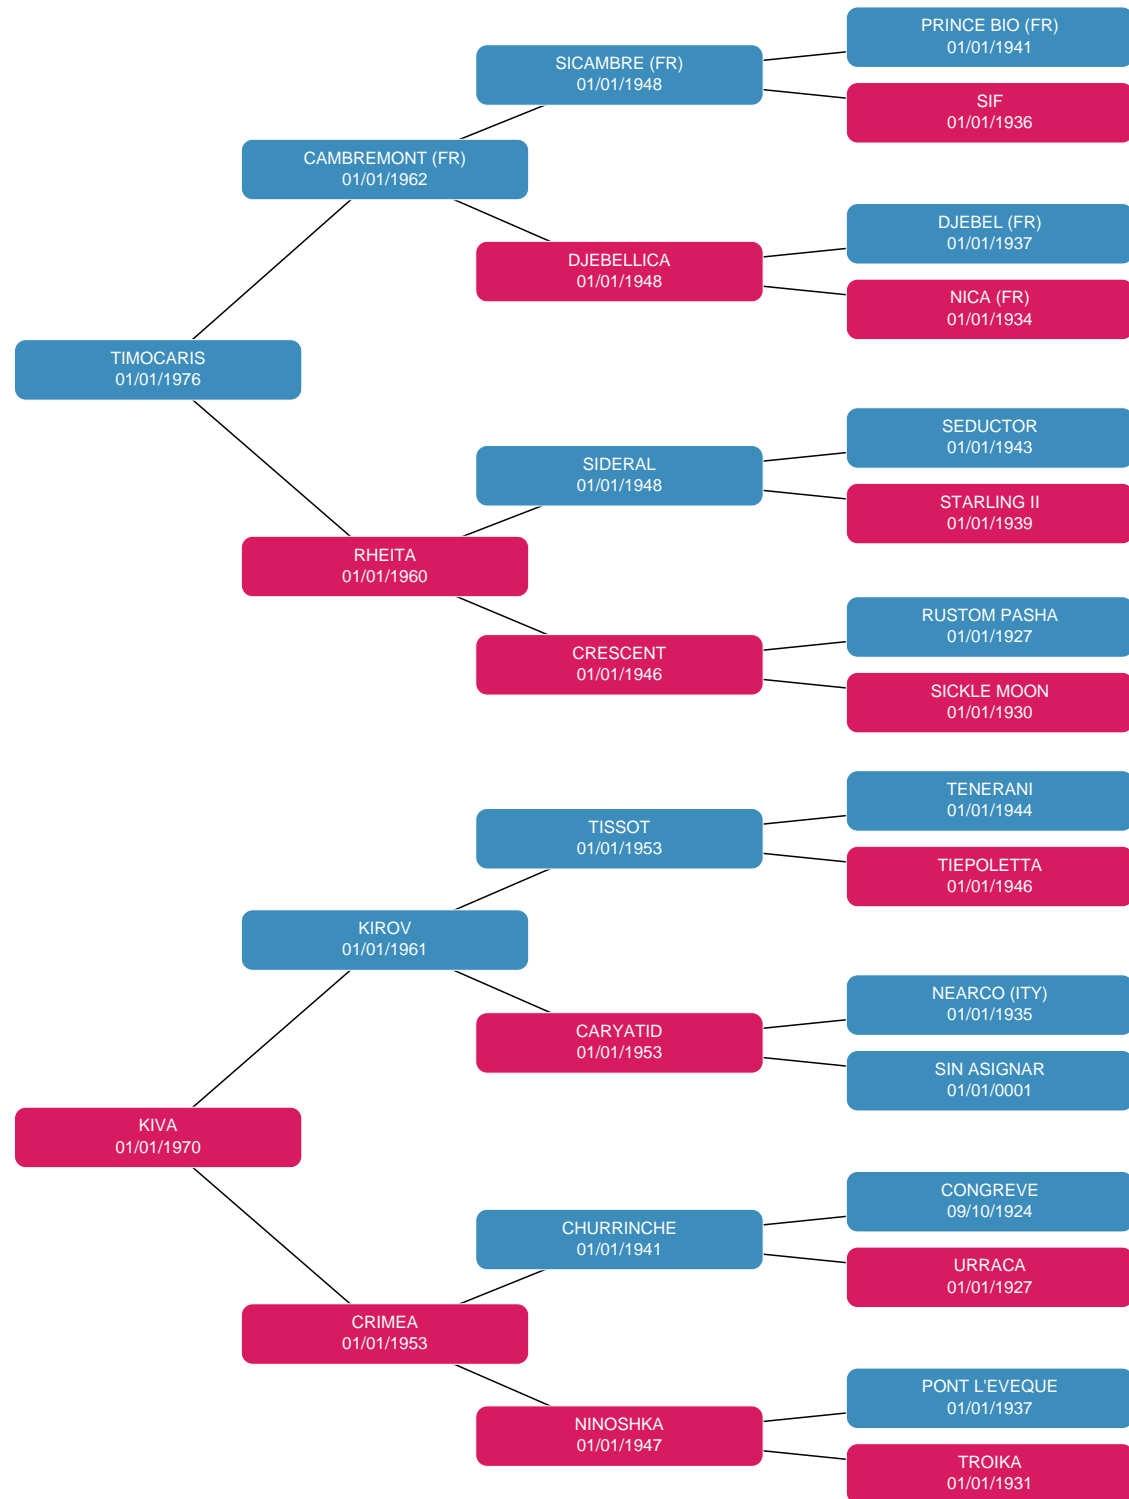 PRINCE BIO (FR)
01/01/1941
SICAMBRE (FR)
01/01/1948
SIF
01/01/1936
CAMBREMONT (FR)
01/01/1962
DJEBEL (FR)
01/01/1937
DJEBELLICA
01/01/1948
NICA (FR)
01/01/1934
TIMOCARIS
01/01/1976
SEDUCTOR
01/01/1943
SIDERAL
01/01/1948
STARLING II
01/01/1939
RHEITA
01/01/1960
RUSTOM PASHA
01/01/1927
CRESCENT
01/01/1946
SICKLE MOON
01/01/1930
TENERANI
01/01/1944
TISSOT
01/01/1953
TIEPOLETTA
01/01/1946
KIROV
01/01/1961
NEARCO (ITY)
01/01/1935
CARYATID
01/01/1953
SIN ASIGNAR
01/01/0001
KIVA
01/01/1970
CONGREVE
09/10/1924
CHURRINCHE
01/01/1941
URRACA
01/01/1927
CRIMEA
01/01/1953
PONT L'EVEQUE
01/01/1937
NINOSHKA
01/01/1947
TROIKA
01/01/1931